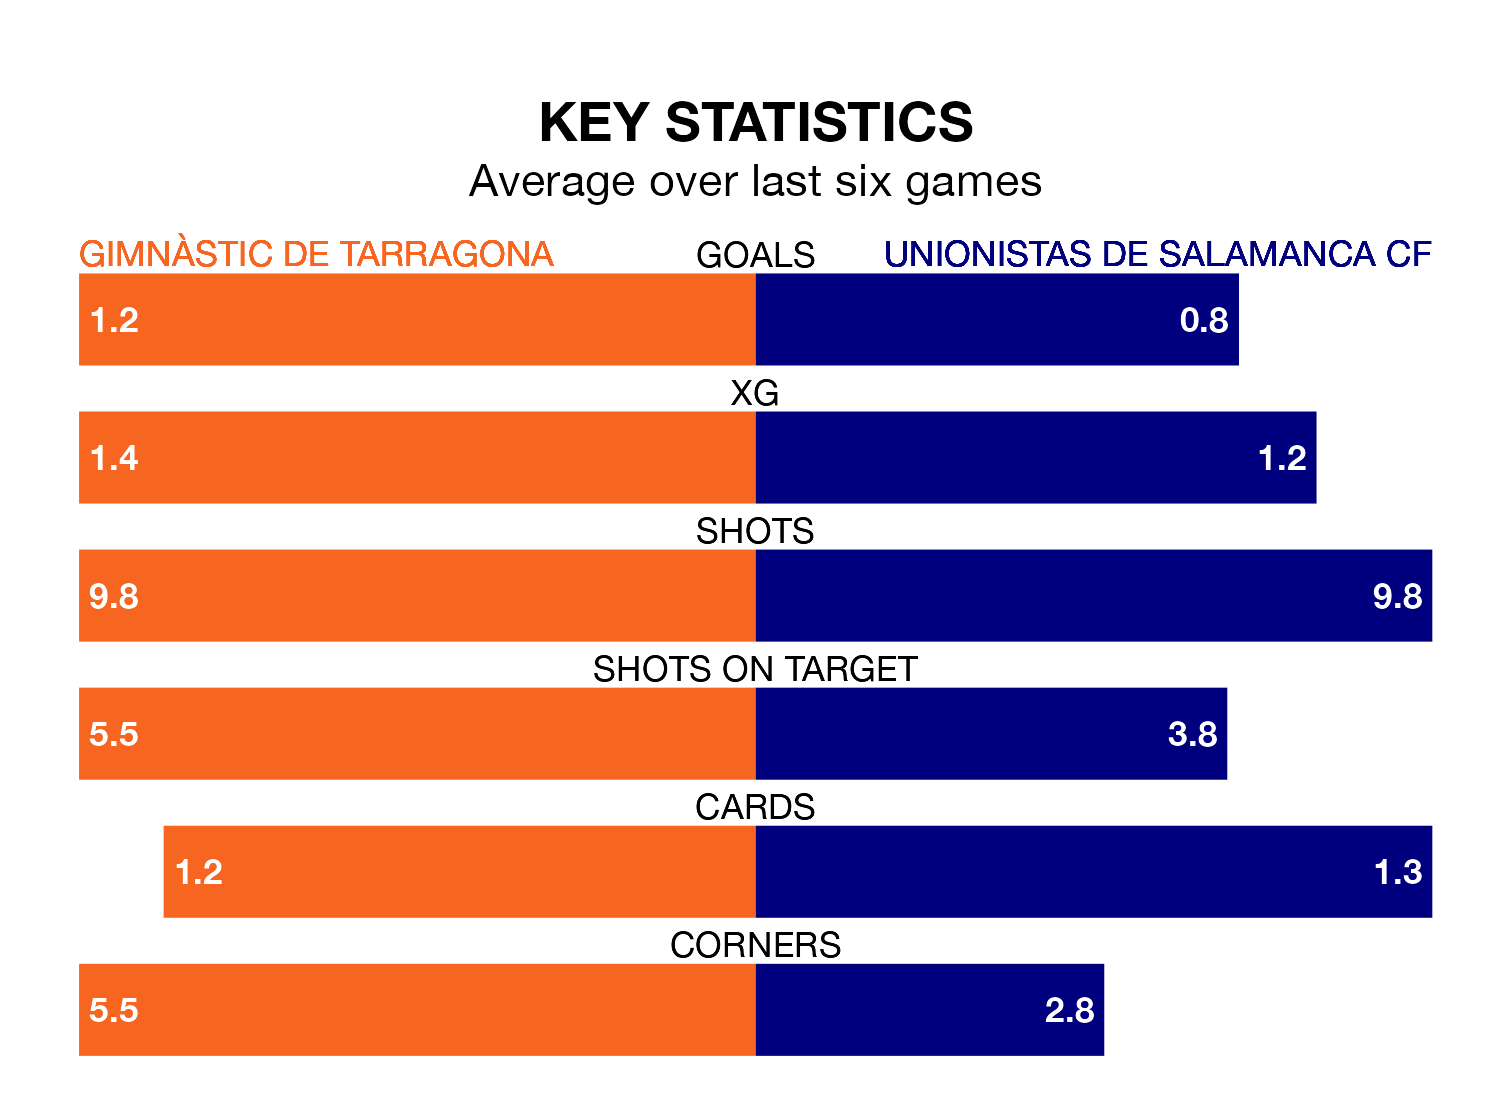 KEY STATISTICS
Average over last six games
GIMNÀSTIC DE TARRAGONA GOALS UNIONISTAS DE SALAMANCA CF
1.2 0.8
XG
1.4 1.2
SHOTS
9.8 9.8
SHOTS ON TARGET
5.5 3.8
CARDS
1.2 1.3
CORNERS
5.5 2.8